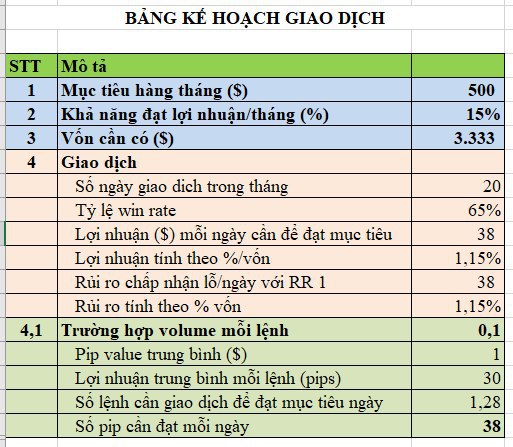 BẢNG KẾ HOẠCH GIAO DỊCH
STT Mô tả
1 Mục tiêu hàng tháng ($) 500
2 Khả năng đạt lợi nhuận/tháng (%) 15%
3 Vốn cần có ($) 3.333
4 Giao dịch
Số ngày giao dich trong tháng 20
Tỷ lệ win rate 65%
Lợi nhuận ($) mỗi ngày cần để đạt mục tiêu 38
Lợi nhuận tính theo %/vốn 1,15%
Rủi ro chấp nhận lỗ/ngày với RR 1 38
Rủi ro tính theo % vốn 1,15%
4,1 Trường hợp volume mỗi lệnh 0,1
Pip value trung bình ($) 1
Lợi nhuận trung bình mỗi lệnh (pips) 30
Số lệnh cần giao dịch để đạt mục tiêu ngày 1,28
Số pip cần đạt mỗi ngày 38